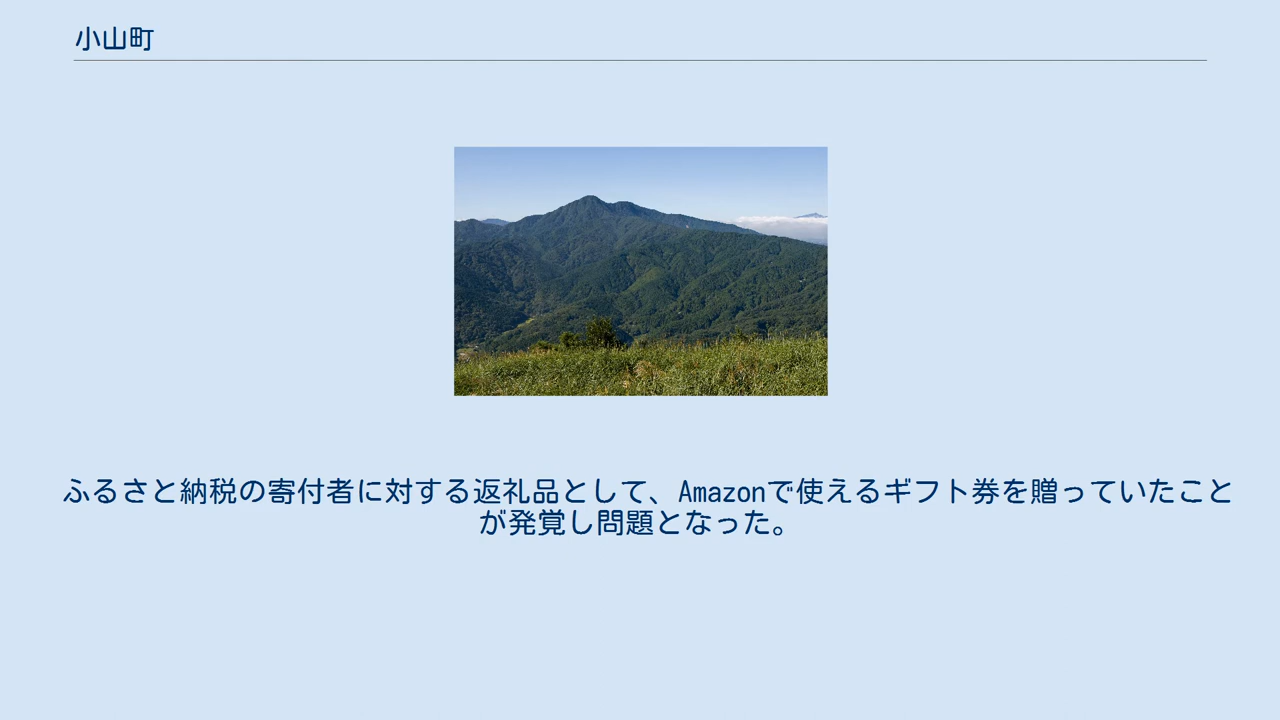 小山町
ふるさと納税の寄付者に対する返礼品として、Amazonで使えるギフト券を贈っていたこと
が発覚し問題となった。